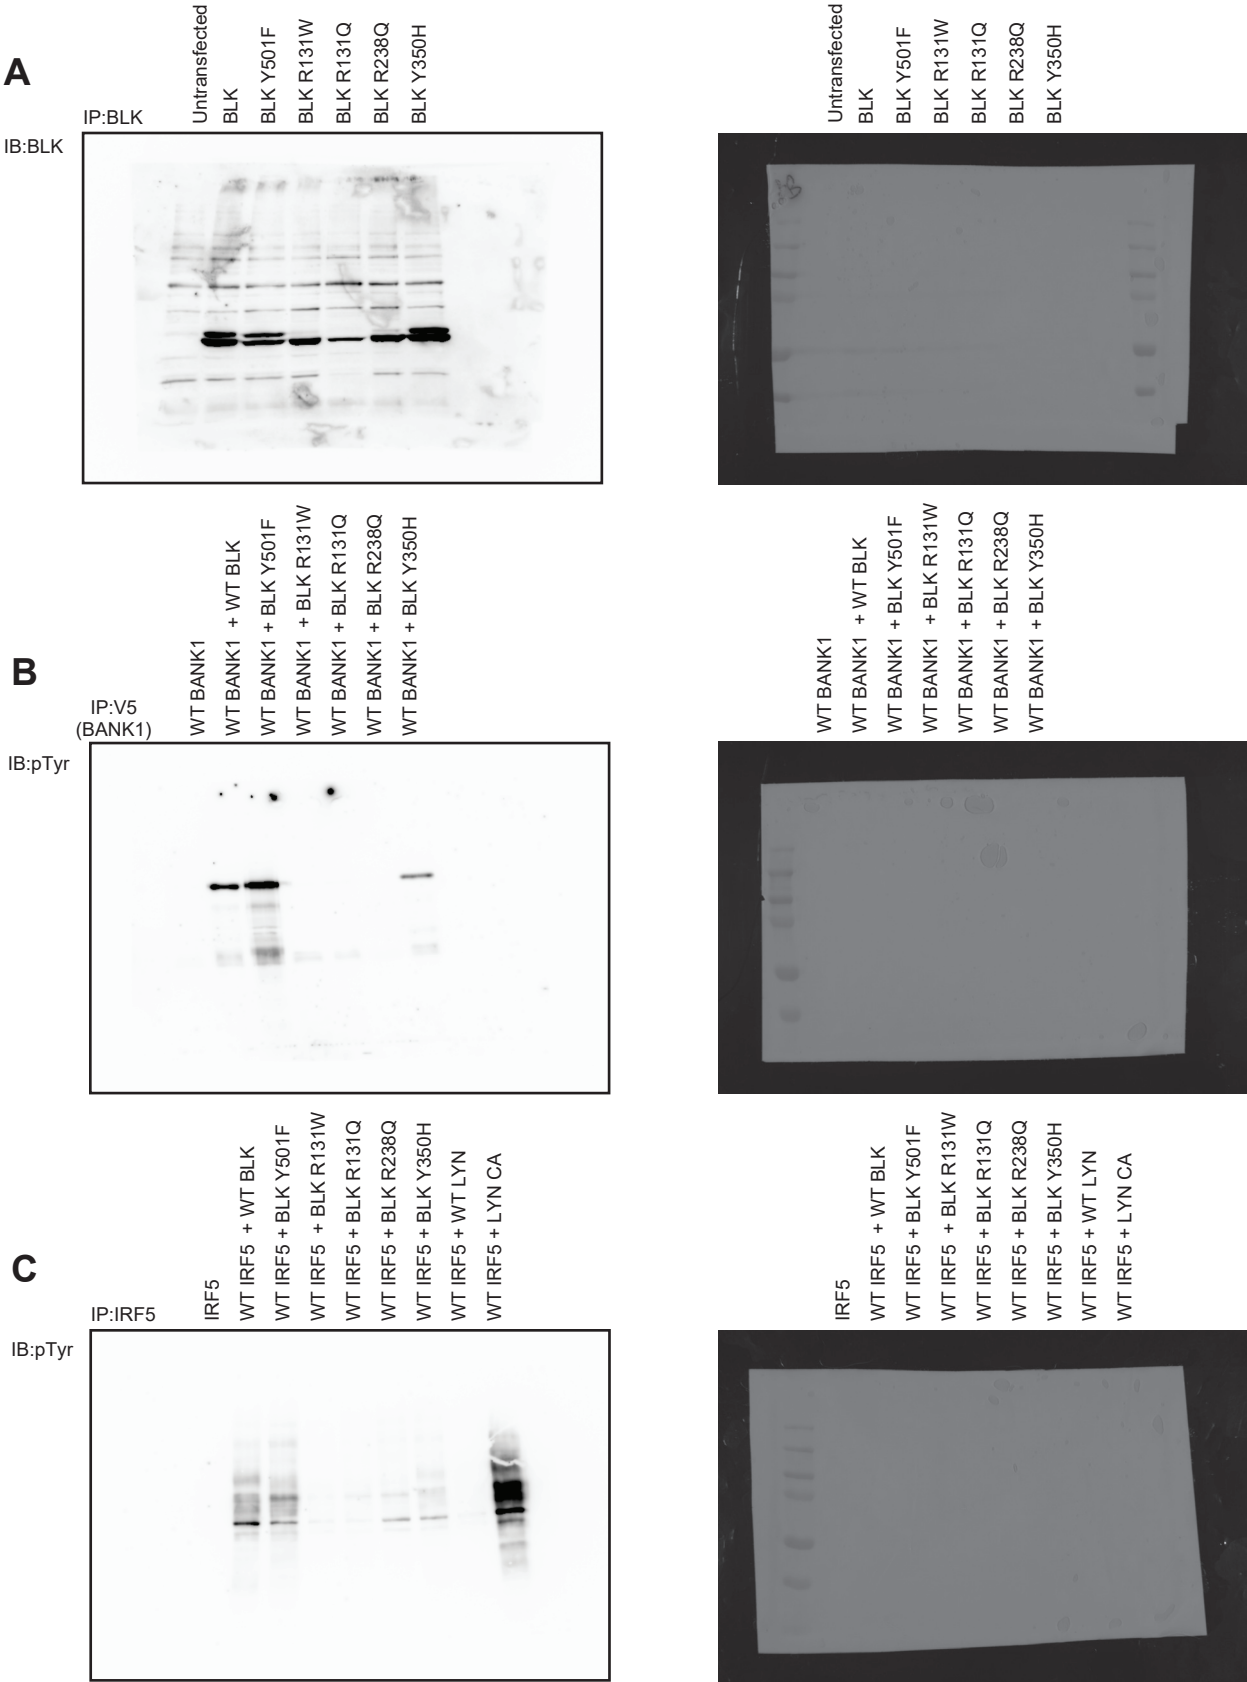 A
IP:BLK
IB:BLK
Untransfected
BLK
BLK Y501F
BLK R131W
BLK R131Q
BLK R238Q
BLK Y350H
Untransfected
BLK
BLK Y501F
BLK R131W
BLK R131Q
BLK R238Q
BLK Y350H
B
IP:V5
(BANK1)
IB:pTyr
WT BANK1
WT BANK1 + WT BLK
WT BANK1 + BLK Y501F
WT BANK1 + BLK R131W
WT BANK1 + BLK R131Q
WT BANK1 + BLK R238Q
WT BANK1 + BLK Y350H
WT BANK1
WT BANK1 + WT BLK
WT BANK1 + BLK Y501F
WT BANK1 + BLK R131W
WT BANK1 + BLK R131Q
WT BANK1 + BLK R238Q
WT BANK1 + BLK Y350H
C
IP:IRF5
IB:pTyr
IRF5
WT IRF5 + WT BLK
WT IRF5 + BLK Y501F
WT IRF5 + BLK R131W
WT IRF5 + BLK R131Q
WT IRF5 + BLK R238Q
WT IRF5 + BLK Y350H
WT IRF5 + WT LYN
WT IRF5 + LYN CA
IRF5
WT IRF5 + WT BLK
WT IRF5 + BLK Y501F
WT IRF5 + BLK R131W
WT IRF5 + BLK R131Q
WT IRF5 + BLK R238Q
WT IRF5 + BLK Y350H
WT IRF5 + WT LYN
WT IRF5 + LYN CA